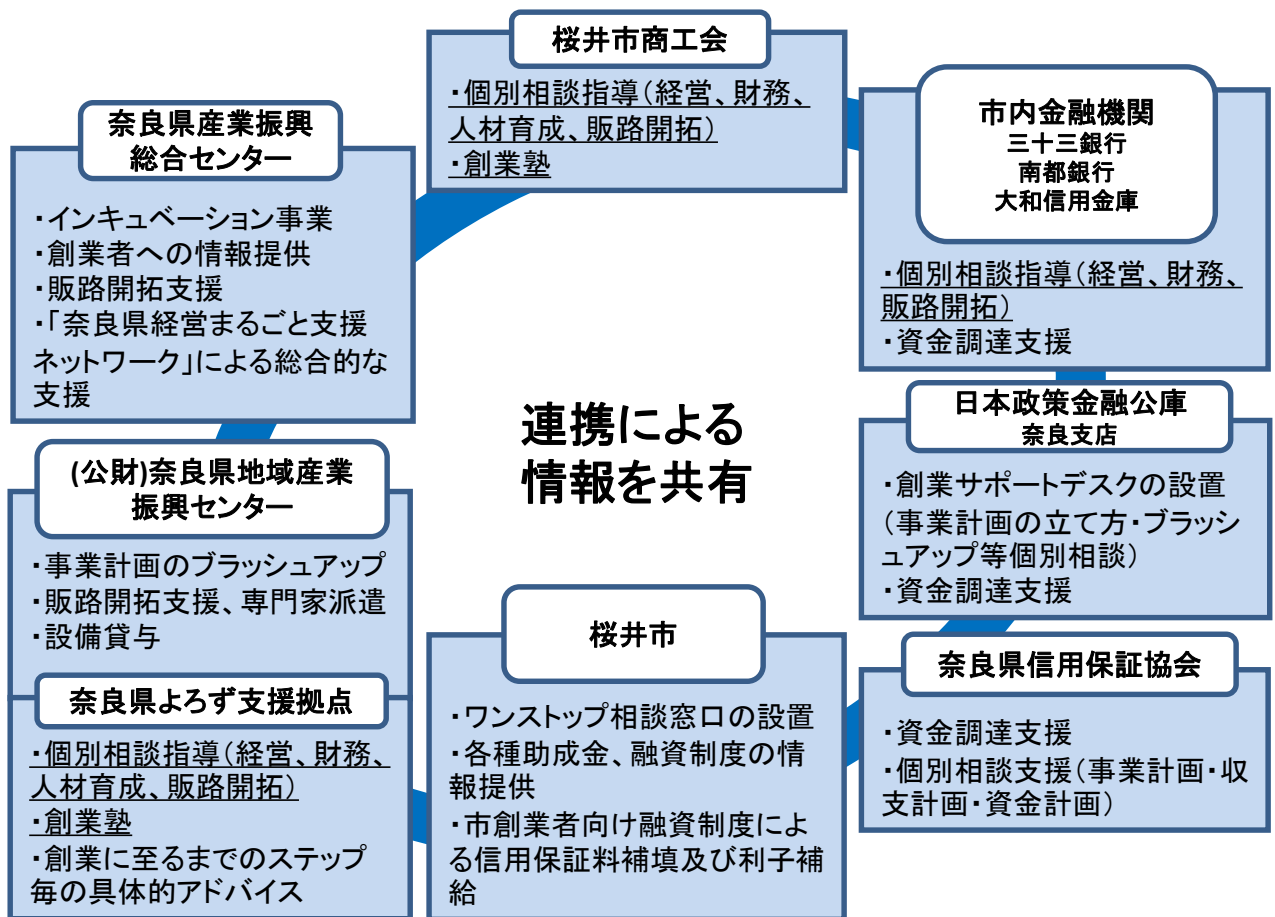 桜井市商工会
・個別相談指導(経営、財務、
人材育成、販路開拓)
・創業塾
奈良県産業振興
総合センター
・インキュベーション事業
・創業者への情報提供
・販路開拓支援
・「奈良県経営まるごと支援
ネットワーク」による総合的な
支援
市内金融機関
三十三銀行
南都銀行
大和信用金庫
・個別相談指導(経営、財務、
販路開拓)
・資金調達支援
連携による
情報を共有
日本政策金融公庫
奈良支店
・創業サポートデスクの設置
(事業計画の立て方・ブラッシ
ュアップ等個別相談)
・資金調達支援
(公財)奈良県地域産業
振興センター
・事業計画のブラッシュアップ
・販路開拓支援、専門家派遣
・設備貸与
奈良県よろず支援拠点
・個別相談指導(経営、財務、
人材育成、販路開拓)
・創業塾
・創業に至るまでのステップ
毎の具体的アドバイス
桜井市
・ワンストップ相談窓口の設置
・各種助成金、融資制度の情
報提供
・市創業者向け融資制度によ
る信用保証料補填及び利子補
給
奈良県信用保証協会
・資金調達支援
・個別相談支援(事業計画・収
支計画・資金計画)